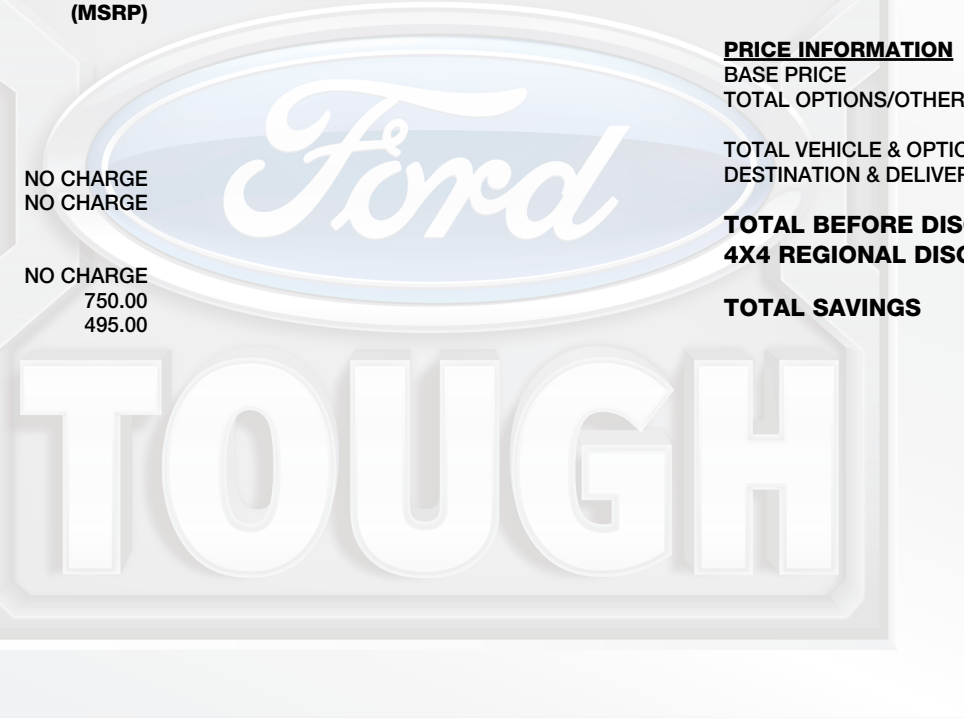 (MSRP)
NO CHARGE
NO CHARGE
NO CHARGE
750.00
495.00
PRICE INFORMATION
BASE PRICE
TOTAL OPTIONS/OTHER
TOTAL VEHICLE & OPTIO
DESTINATION & DELIVER
TOTAL BEFORE DISC
4X4 REGIONAL DISC
TOTAL SAVINGS
Ford
TOUGH